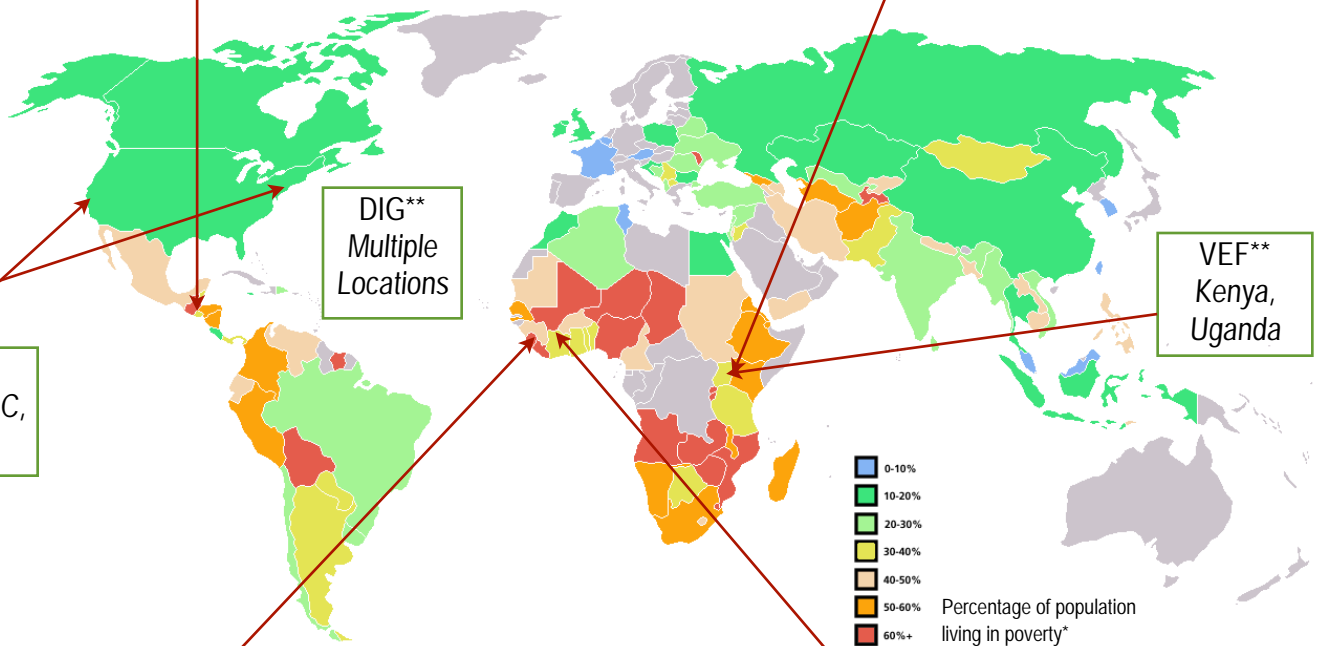 DIG**
Multiple
Locations
VEF**
Kenya,
Uganda
C,
0-10%
10-20%
20-30%
30-40%
40-50%
50-60%
60%+
Percentage of population
living in poverty*